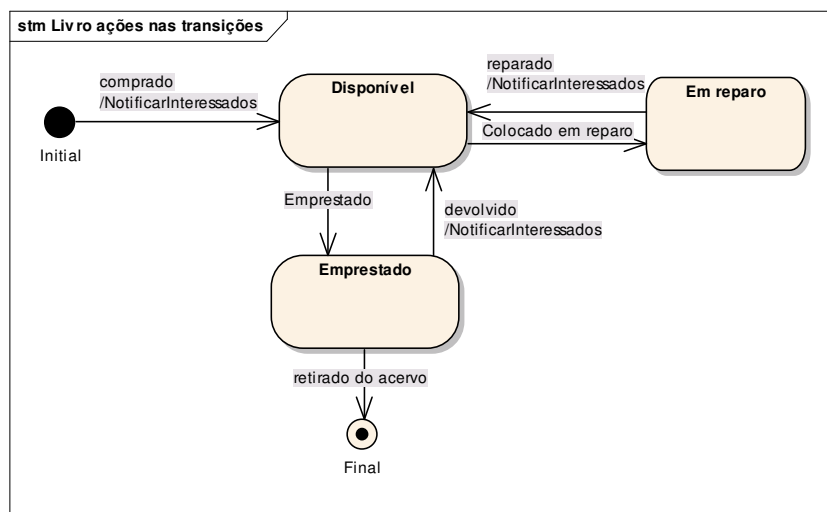 stm Livro ações nas transições
comprado
/NotificarInteressados
Disponível
reparado
/NotificarInteressados
Em reparo
Initial
Colocado em reparo
Emprestado
devolvido
/NotificarInteressados
Emprestado
retirado do acervo
Final